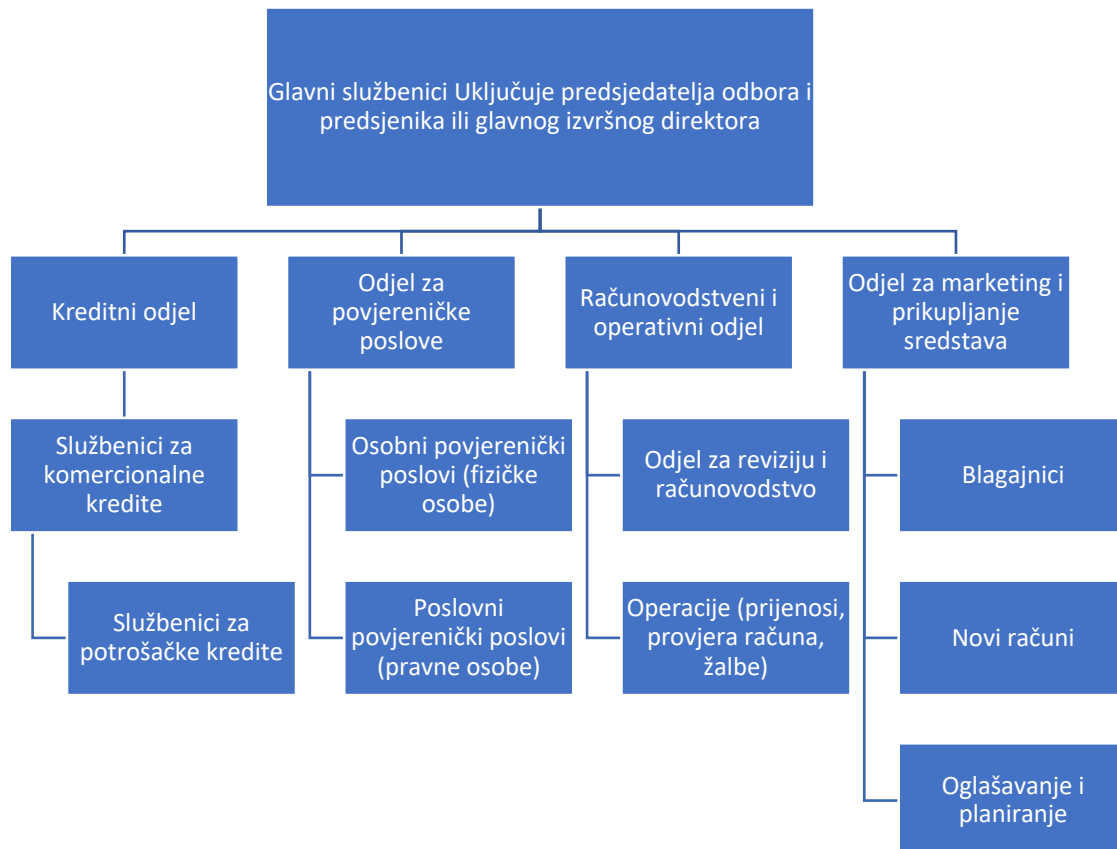 Glavni službenici Uključuje predsjedatelja odbora i
predsjenika ili glavnog izvršnog direktora
Kreditni odjel
Odjel za
povjereničke
poslove
Računovodstveni i
operativni odjel
Odjel za marketing i
prikupljanje
sredstava
Službenici za
komercionalne
kredite
Osobni povjerenički
poslovi (fizičke
osobe)
Odjel za reviziju i
računovodstvo
Blagajnici
Službenici za
potrošačke kredite
Poslovni
povjerenički poslovi
(pravne osobe)
Operacije (prijenosi,
provjera računa,
žalbe)
Novi računi
Oglašavanje i
planiranje